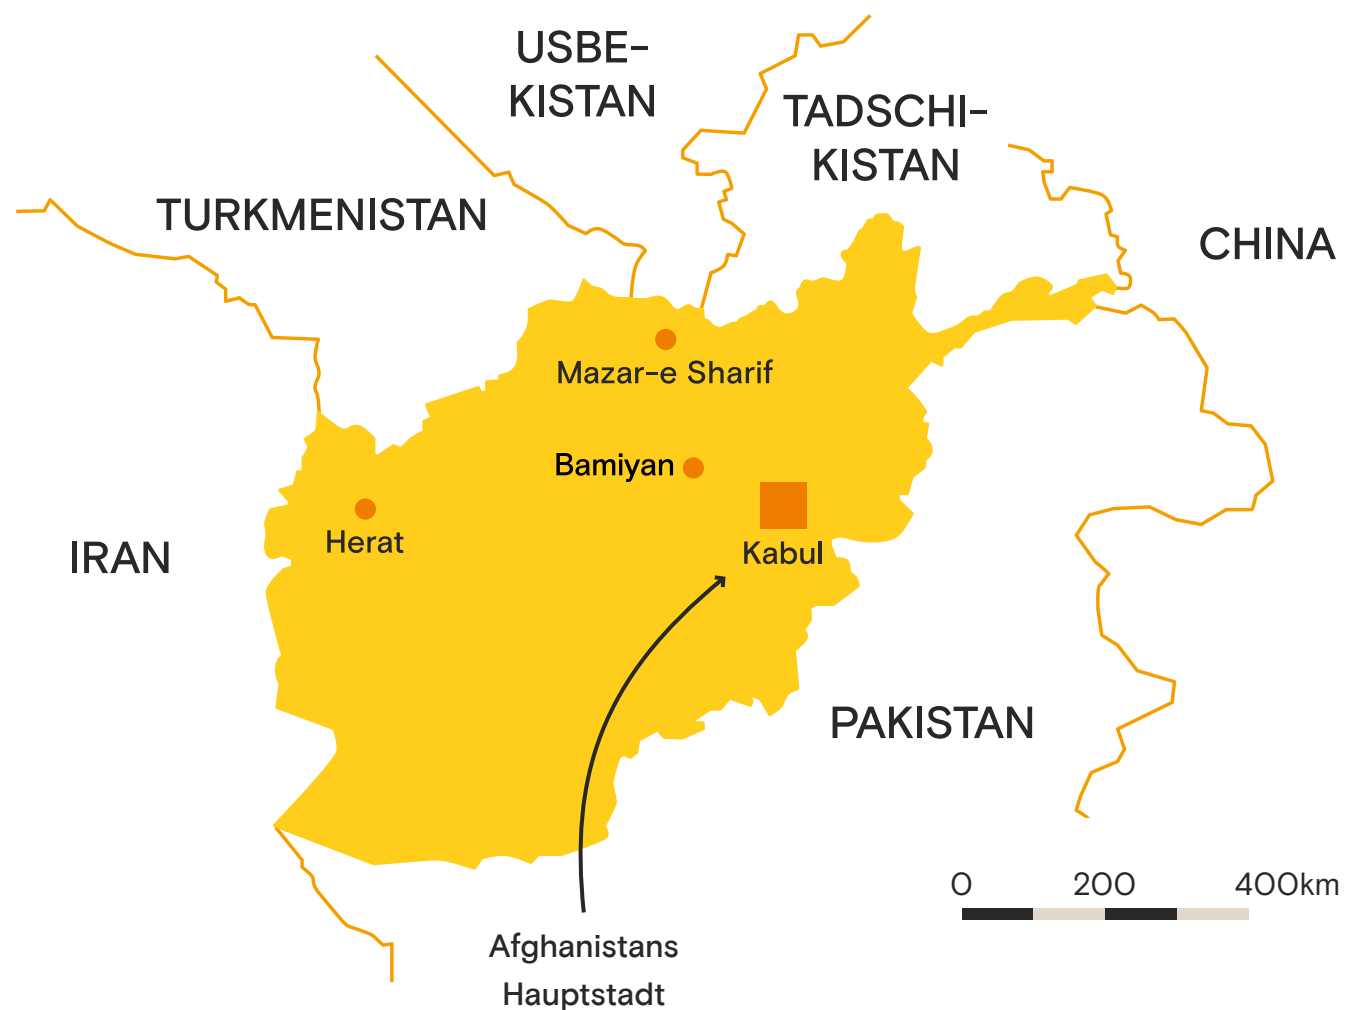 USBE-
KISTAN
TADSCHI-
KISTAN
TURKMENISTAN
CHINA
Mazar-e Sharif
Bamiyan
Herat
Kabul
IRAN
PAKISTAN
0 200 400km
Afghanistans
Hauptstadt